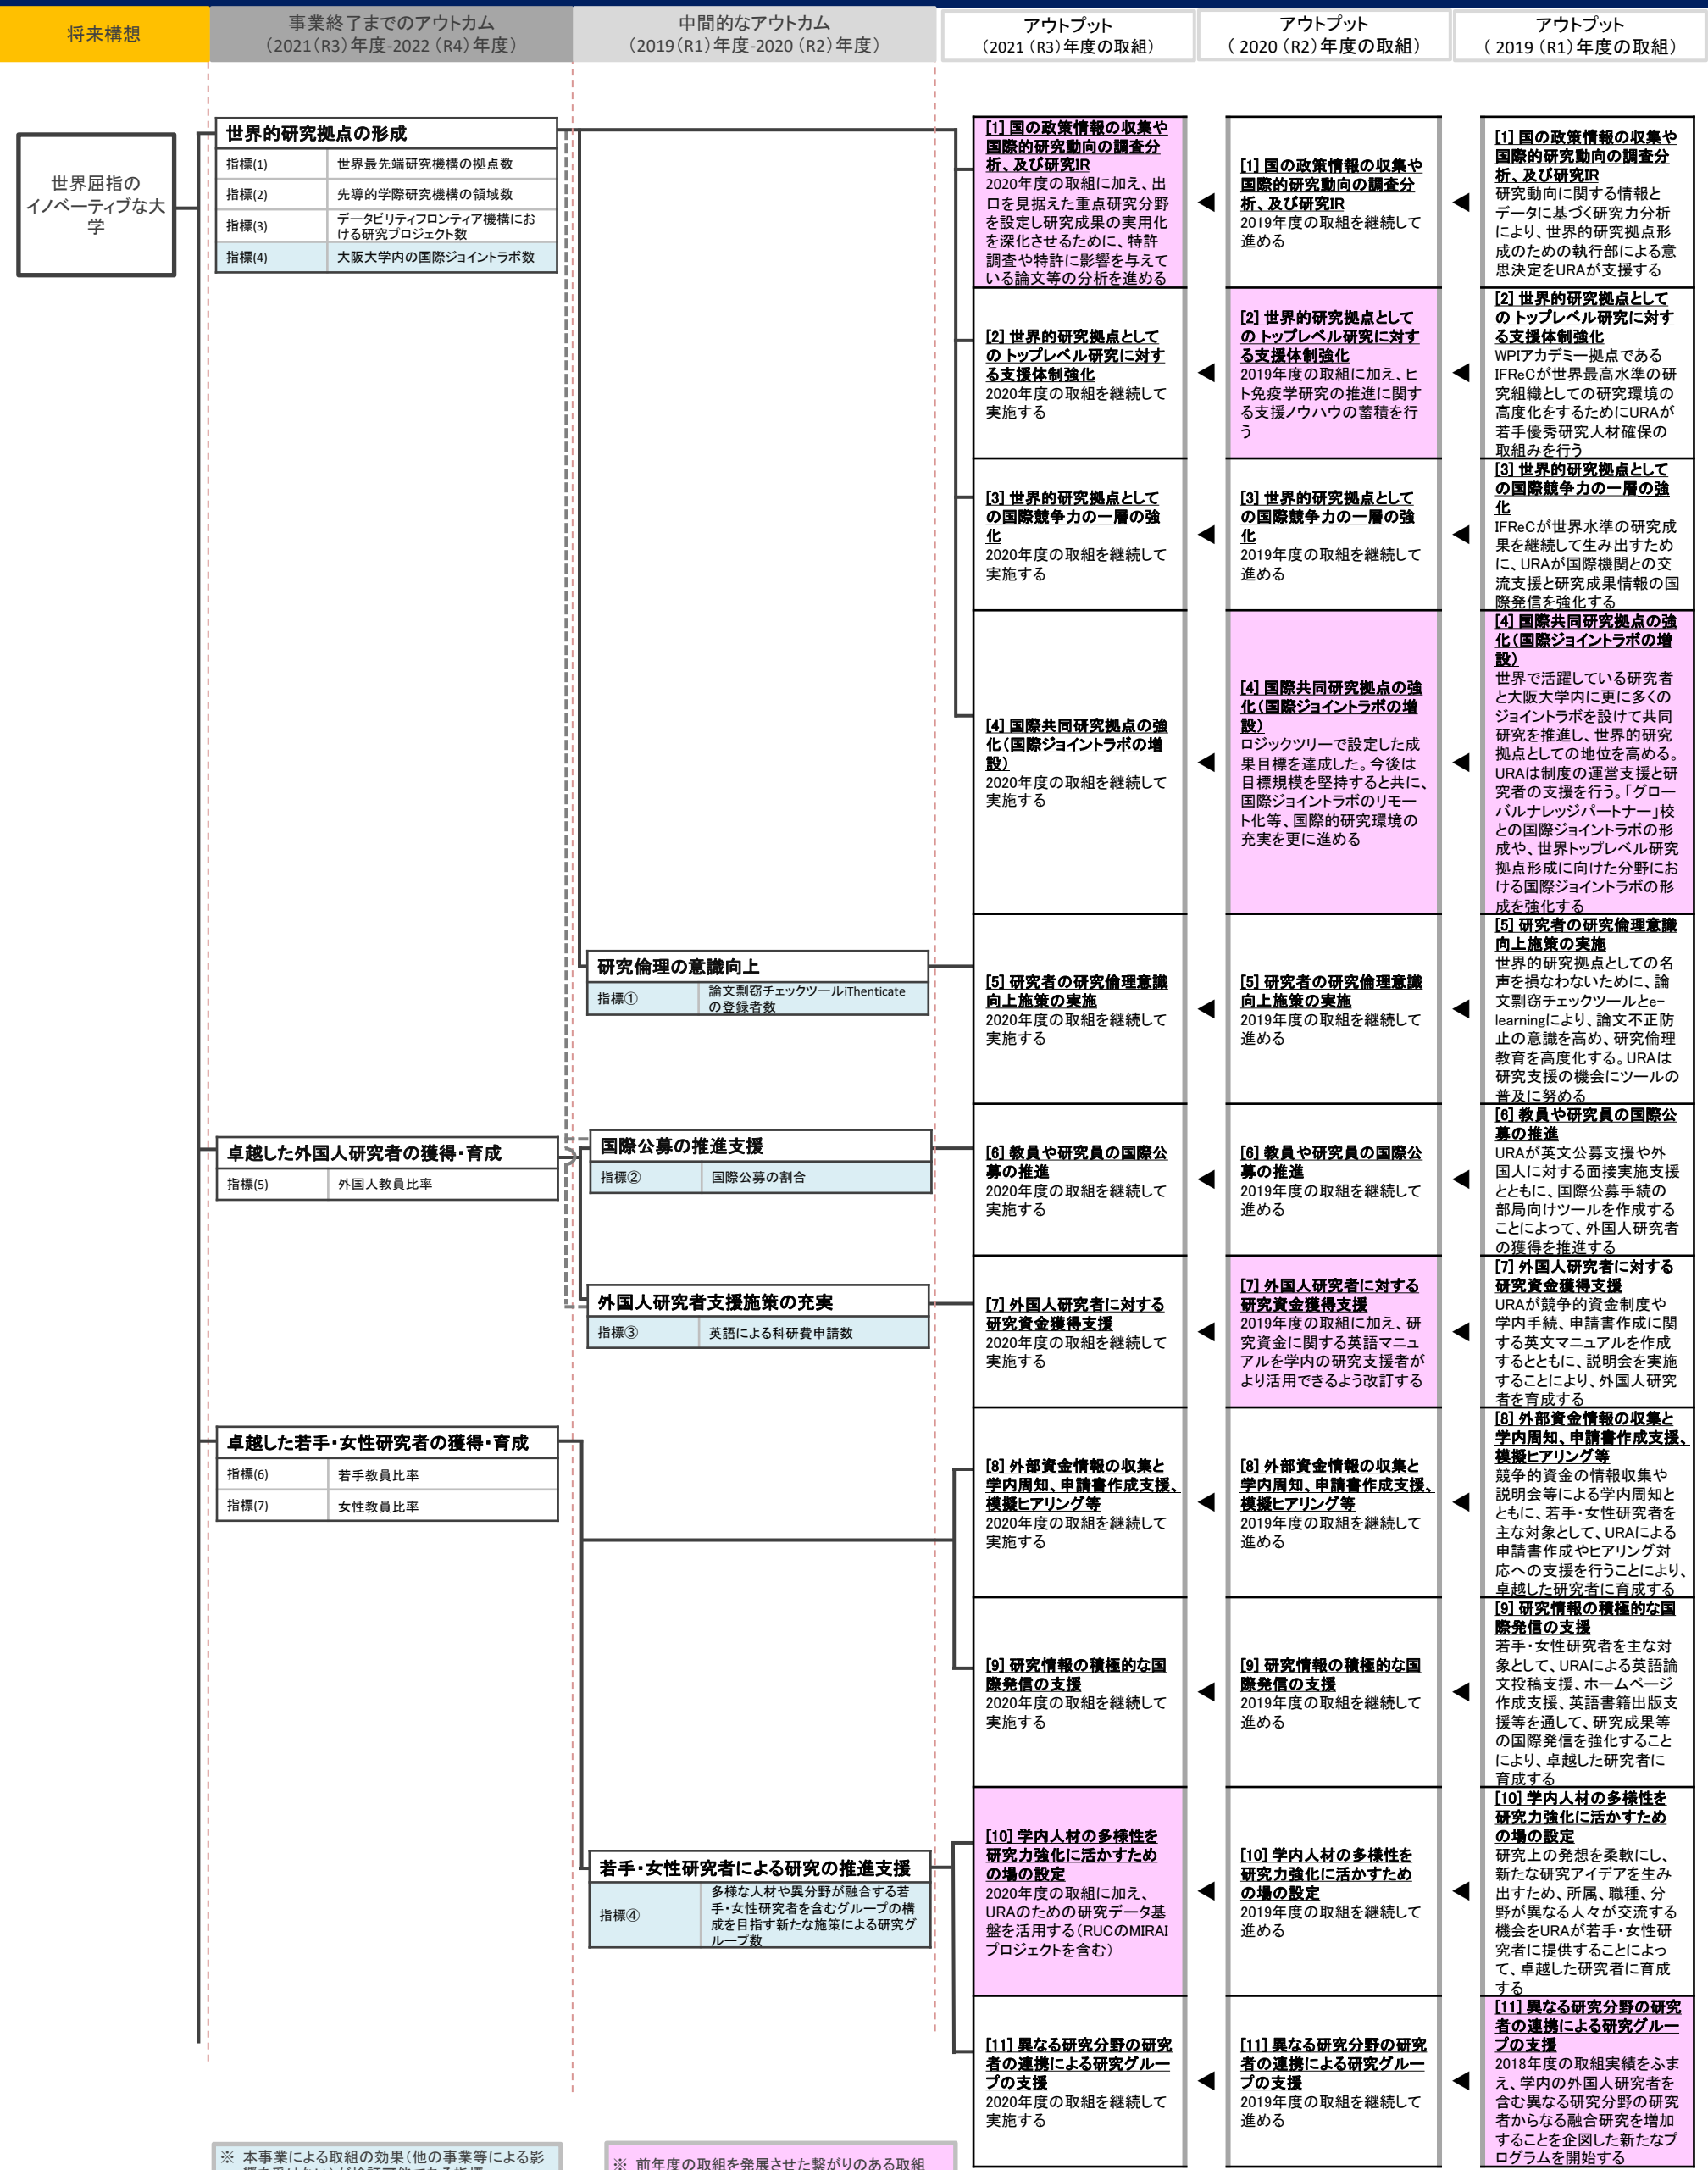 将来構想
事業終了までのアウトカム
（2021（R3）年度-2022（R4）年度）
中間的なアウトカム
（2019（R1）年度-2020（R2）年度）
アウトプット
（2021（R3）年度の取組）
アウトプット
（ 2020（R2）年度の取組）
アウトプット
（ 2019（R1）年度の取組）
世界屈指の
イノベーティブな大
学
世界的研究拠点の形成
指標(1) 世界最先端研究機構の拠点数
指標(2) 先導的学際研究機構の領域数
指標(3) データビリティフロンティア機構にお
ける研究プロジェクト数
指標(4) 大阪大学内の国際ジョイントラボ数
卓越した外国人研究者の獲得・育成
指標(5) 外国人教員比率
卓越した若手・女性研究者の獲得・育成
指標(6) 若手教員比率
指標(7) 女性教員比率
研究倫理の意識向上
指標① 論文剽窃チェックツールiThenticate
の登録者数
国際公募の推進支援
指標② 国際公募の割合
外国人研究者支援施策の充実
指標③ 英語による科研費申請数
若手・女性研究者による研究の推進支援
指標④ 多様な人材や異分野が融合する若
手・女性研究者を含むグループの構
成を目指す新たな施策による研究グ
ループ数
[1] 国の政策情報の収集や
国際的研究動向の調査分
析、及び研究IR
2020年度の取組に加え、出
口を見据えた重点研究分野
を設定し研究成果の実用化
を深化させるために、特許
調査や特許に影響を与えて
いる論文等の分析を進める
[2] 世界的研究拠点として
のトップレベル研究に対す
る支援体制強化
2020年度の取組を継続して
実施する
[3] 世界的研究拠点として
の国際競争力の一層の強
化
2020年度の取組を継続して
実施する
[4] 国際共同研究拠点の強
化（国際ジョイントラボの増
設）
2020年度の取組を継続して
実施する
[5] 研究者の研究倫理意識
向上施策の実施
2020年度の取組を継続して
実施する
[6] 教員や研究員の国際公
募の推進
2020年度の取組を継続して
実施する
[7] 外国人研究者に対する
研究資金獲得支援
2020年度の取組を継続して
実施する
[8] 外部資金情報の収集と
学内周知、申請書作成支援、
模擬ヒアリング等
2020年度の取組を継続して
実施する
[9] 研究情報の積極的な国
際発信の支援
2020年度の取組を継続して
実施する
[10] 学内人材の多様性を
研究力強化に活かすため
の場の設定
2020年度の取組に加え、
URAのための研究データ基
盤を活用する（RUCのMIRAI
プロジェクトを含む）
[11] 異なる研究分野の研究
者の連携による研究グルー
プの支援
2020年度の取組を継続して
実施する
[1] 国の政策情報の収集や
国際的研究動向の調査分
析、及び研究IR
2019年度の取組を継続して
進める
[2] 世界的研究拠点として
のトップレベル研究に対す
る支援体制強化
2019年度の取組に加え、ヒ
ト免疫学研究の推進に関す
る支援ノウハウの蓄積を行
う
[3] 世界的研究拠点として
の国際競争力の一層の強
化
2019年度の取組を継続して
進める
[4] 国際共同研究拠点の強
化（国際ジョイントラボの増
設）
ロジックツリーで設定した成
果目標を達成した。今後は
目標規模を堅持すると共に、
国際ジョイントラボのリモー
ト化等、国際的研究環境の
充実を更に進める
[5] 研究者の研究倫理意識
向上施策の実施
2019年度の取組を継続して
進める
[6] 教員や研究員の国際公
募の推進
2019年度の取組を継続して
進める
[7] 外国人研究者に対する
研究資金獲得支援
2019年度の取組に加え、研
究資金に関する英語マニュ
アルを学内の研究支援者が
より活用できるよう改訂する
[8] 外部資金情報の収集と
学内周知、申請書作成支援、
模擬ヒアリング等
2019年度の取組を継続して
進める
[9] 研究情報の積極的な国
際発信の支援
2019年度の取組を継続して
進める
[10] 学内人材の多様性を
研究力強化に活かすため
の場の設定
2019年度の取組を継続して
進める
[11] 異なる研究分野の研究
者の連携による研究グルー
プの支援
2019年度の取組を継続して
進める
[1] 国の政策情報の収集や
国際的研究動向の調査分
析、及び研究IR
研究動向に関する情報と
データに基づく研究力分析
により、世界的研究拠点形
成のための執行部による意
思決定をURAが支援する
[2] 世界的研究拠点として
のトップレベル研究に対す
る支援体制強化
WPIアカデミー拠点である
IFReCが世界最高水準の研
究組織としての研究環境の
高度化をするためにURAが
若手優秀研究人材確保の
取組みを行う
[3] 世界的研究拠点として
の国際競争力の一層の強
化
IFReCが世界水準の研究成
果を継続して生み出すため
に、URAが国際機関との交
流支援と研究成果情報の国
際発信を強化する
[4] 国際共同研究拠点の強
化（国際ジョイントラボの増
設）
世界で活躍している研究者
と大阪大学内に更に多くの
ジョイントラボを設けて共同
研究を推進し、世界的研究
拠点としての地位を高める。
URAは制度の運営支援と研
究者の支援を行う。「グロー
バルナレッジパートナー」校
との国際ジョイントラボの形
成や、世界トップレベル研究
拠点形成に向けた分野にお
ける国際ジョイントラボの形
成を強化する
[5] 研究者の研究倫理意識
向上施策の実施
世界的研究拠点としての名
声を損なわないために、論
文剽窃チェックツールとe-
learningにより、論文不正防
止の意識を高め、研究倫理
教育を高度化する。URAは
研究支援の機会にツールの
普及に努める
[6] 教員や研究員の国際公
募の推進
URAが英文公募支援や外
国人に対する面接実施支援
とともに、国際公募手続の
部局向けツールを作成する
ことによって、外国人研究者
の獲得を推進する
[7] 外国人研究者に対する
研究資金獲得支援
URAが競争的資金制度や
学内手続、申請書作成に関
する英文マニュアルを作成
するとともに、説明会を実施
することにより、外国人研究
者を育成する
[8] 外部資金情報の収集と
学内周知、申請書作成支援、
模擬ヒアリング等
競争的資金の情報収集や
説明会等による学内周知と
ともに、若手・女性研究者を
主な対象として、URAによる
申請書作成やヒアリング対
応への支援を行うことにより、
卓越した研究者に育成する
[9] 研究情報の積極的な国
際発信の支援
若手・女性研究者を主な対
象として、URAによる英語論
文投稿支援、ホームページ
作成支援、英語書籍出版支
援等を通して、研究成果等
の国際発信を強化すること
により、卓越した研究者に
育成する
[10] 学内人材の多様性を
研究力強化に活かすため
の場の設定
研究上の発想を柔軟にし、
新たな研究アイデアを生み
出すため、所属、職種、分
野が異なる人々が交流する
機会をURAが若手・女性研
究者に提供することによっ
て、卓越した研究者に育成
する
[11] 異なる研究分野の研究
者の連携による研究グルー
プの支援
2018年度の取組実績をふま
え、学内の外国人研究者を
含む異なる研究分野の研究
者からなる融合研究を増加
することを企図した新たなプ
ログラムを開始する
※ 本事業による取組の効果（他の事業等による影
※ 前年度の取組を発展させた繋がりのある取組